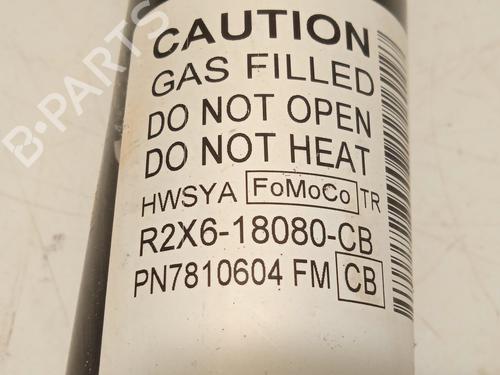 CAUTION
GAS FILLED
DO NOT OPEN
DO NOT HEAT
HWSYA FoMoCo TR
R2X6-18080-CB
PN7810604 FM CB
B-PARTS